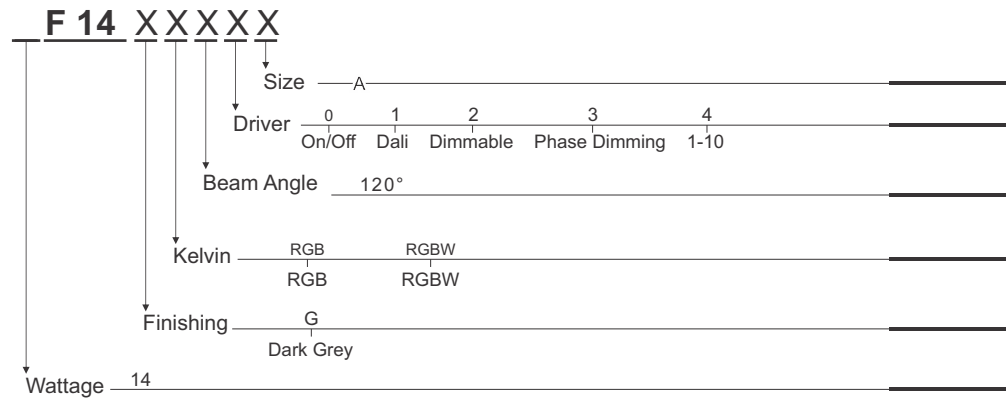 F 14 X X X X X
Size A
0 1 2 3 4
Driver
On/Off Dali Dimmable Phase Dimming 1-10
Beam Angle 120°
RGB RGBW
Kelvin
RGB RGBW
G
Finishing
Dark Grey
Wattage 14